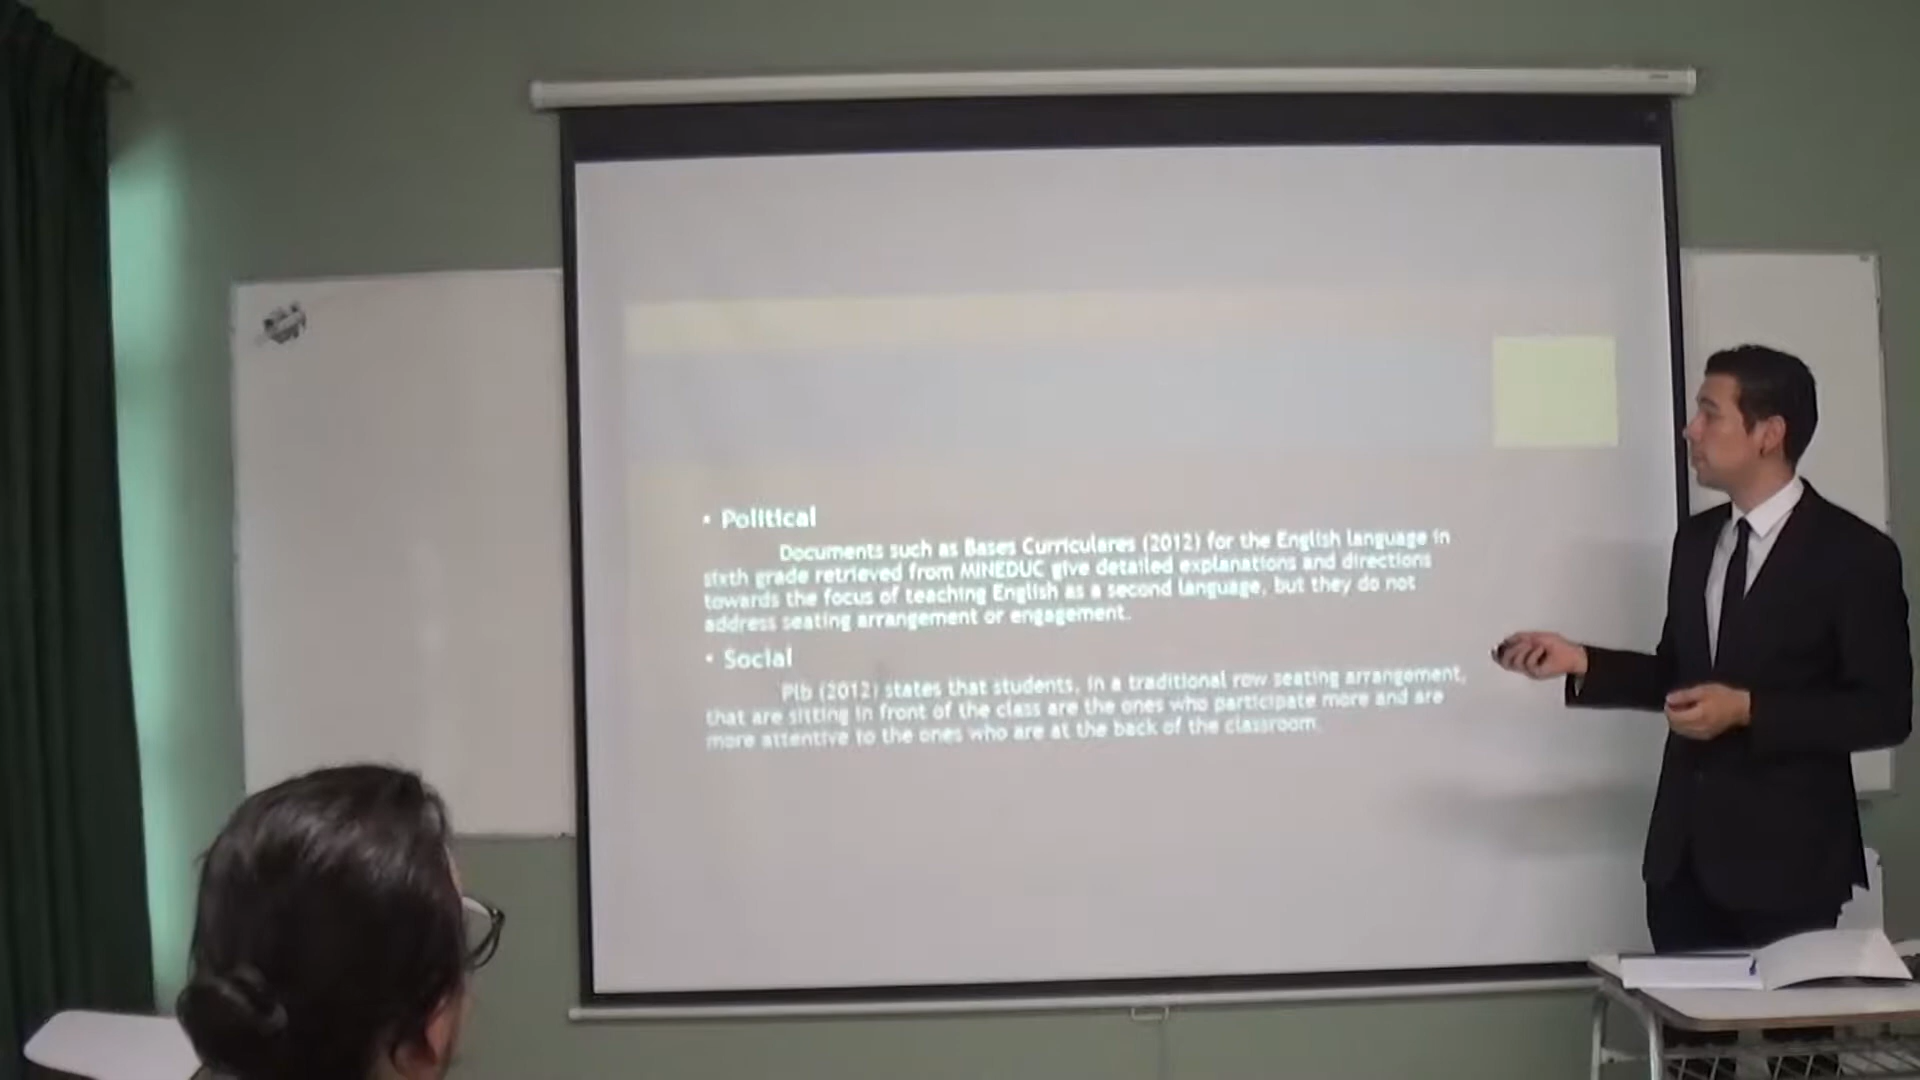 • Political
Documents such as Bases Curriculares (2012) for the English language in
sixth grade retrieved from MINEDUC give detailed explanations and directions
towards the focus of teaching English as a second language, but they do not
address seating arrangement or engagement.
• Social
(2012) states that students, in a traditional row seating arrangement,
that are sitting in front of the class are the ones who participate more and are
more attentive to the ones who are at the back of the classroom.